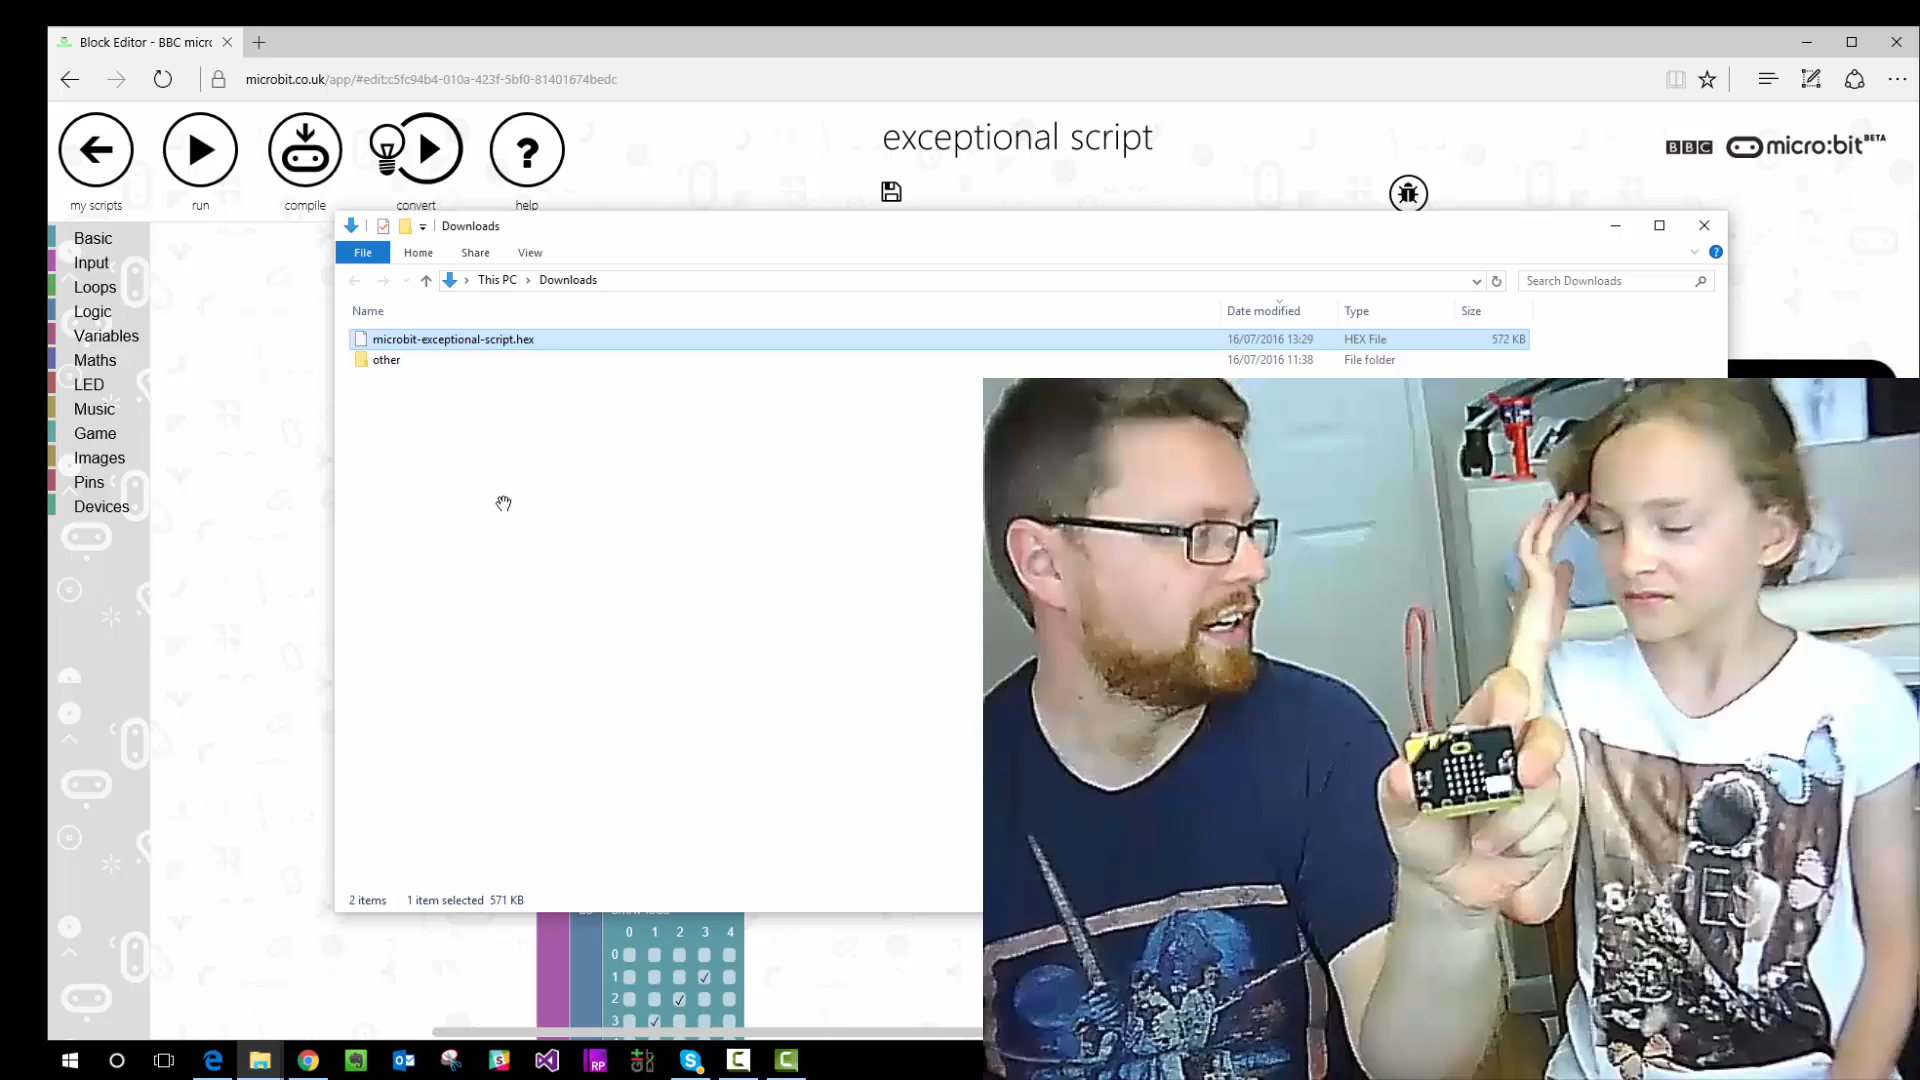 Block Editor - BBC micro
microbit.co.uk/app/#edit:c5fc94b4-010a-423f-5bf0-81401674bedc
my scripts
run
compile
convert
?
help
exceptional script
BBC micro:bit BETA
Basic
Input
Loops
Logic
Variables
Maths
LED
Music
Game
Images
Pins
Devices
Downloads
File Home Share View
This PC > Downloads
Search Downloads
Name Date modified Type Size
microbit-exceptional-script.hex 16/07/2016 13:29 HEX File 572 KB
other 16/07/2016 11:38 File folder
2 items 1 item selected 571 KB
0 1 2 3 4
0
1
2
3
RP